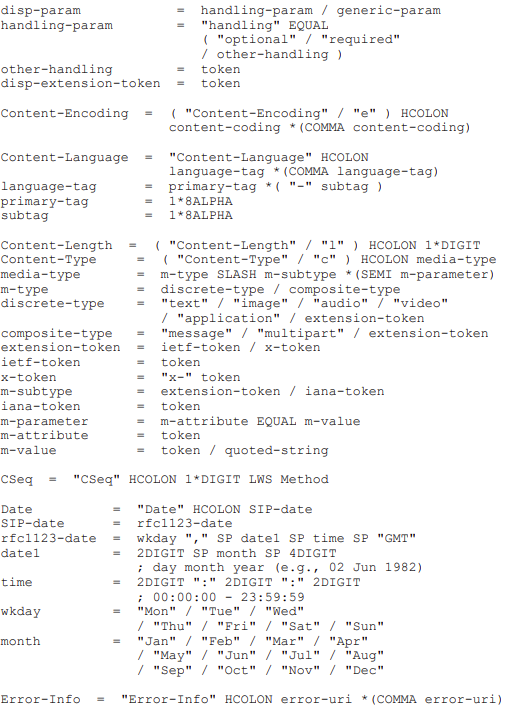 disp-param = handling-param / generic-param
handling-param = "handling" EQUAL
( "optional" / "required"
/ other-handling )
other-handling = token
disp-extension-token = token
Content-Encoding = ( "Content-Encoding" / "e" ) HCOLON
content-coding *(COMMA content-coding)
Content-Language = "Content-Language" HCOLON
language-tag *(COMMA language-tag)
language-tag = primary-tag *( "-" subtag )
primary-tag = 1*8ALPHA
subtag = 1*8ALPHA
Content-Length = ( "Content-Length" / "l" ) HCOLON 1*DIGIT
Content-Type = ( "Content-Type" / "c" ) HCOLON media-type
media-type = m-type SLASH m-subtype *(SEMI m-parameter)
m-type = discrete-type / composite-type
discrete-type = "text" / "image" / "audio" / "video"
/ "application" / extension-token
composite-type = "message" / "multipart" / extension-token
extension-token = ietf-token / x-token
ietf-token = token
x-token = "x-" token
m-subtype = extension-token / iana-token
iana-token = token
m-parameter = m-attribute EQUAL m-value
m-attribute = token
m-value = token / quoted-string
CSeq = "CSeq" HCOLON 1*DIGIT LWS Method
Date = "Date" HCOLON SIP-date
SIP-date = rfc1123-date
rfc1123-date = wkday "," SP date1 SP time SP "GMT"
date1 = 2DIGIT SP month SP 4DIGIT
; day month year (e.g., 02 Jun 1982)
time = 2DIGIT ":" 2DIGIT ":" 2DIGIT
; 00:00:00 - 23:59:59
wkday = "Mon" / "Tue" / "Wed"
/ "Thu" / "Fri" / "Sat" / "Sun"
month = "Jan" / "Feb" / "Mar" / "Apr"
/ "May" / "Jun" / "Jul" / "Aug"
/ "Sep" / "Oct" / "Nov" / "Dec"
Error-Info = "Error-Info" HCOLON error-uri *(COMMA error-uri)